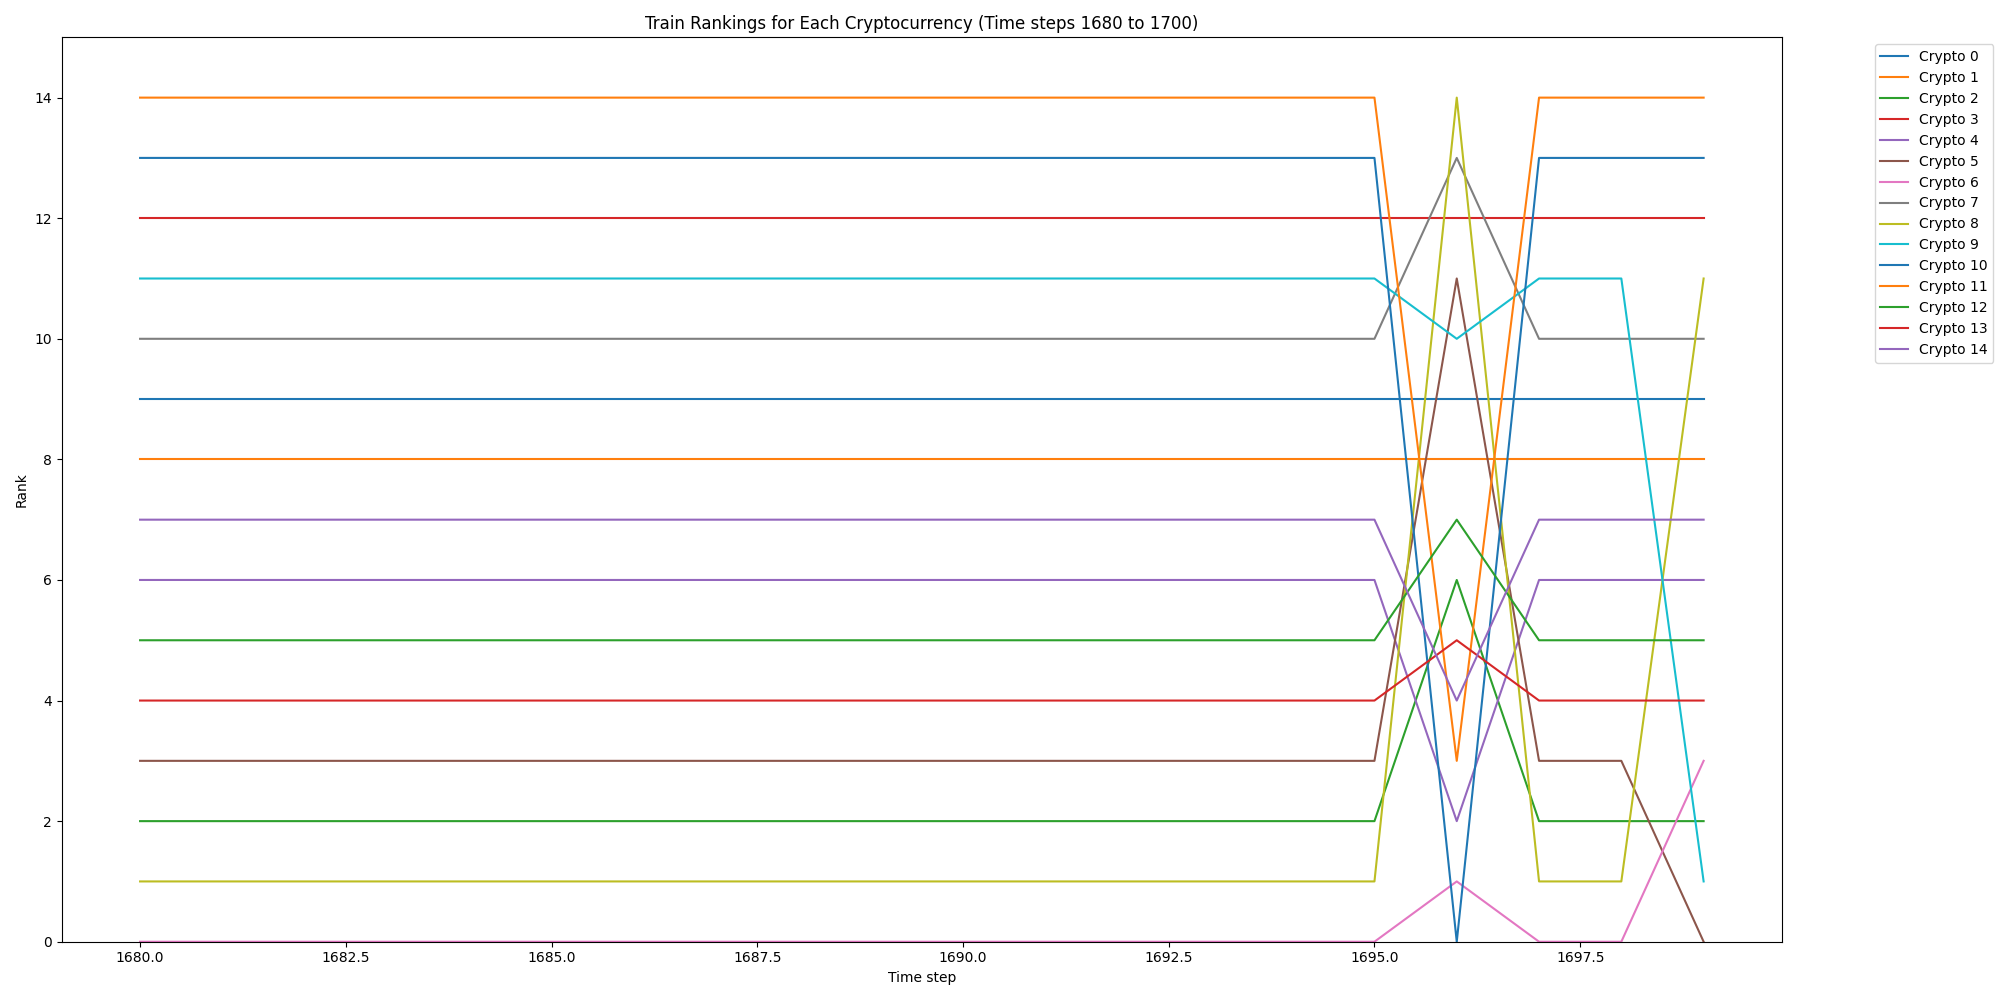 Train Rankings for Each Cryptocurrency (Time steps 1680 to 1700)
Crypto 0
Crypto 1
Crypto 2
Crypto 3
Crypto 4
Crypto 5
Crypto 6
Crypto 7
Crypto 8
Crypto 9
Crypto 10
Crypto 11
Crypto 12
Crypto 13
Crypto 14
Rank
14
12
10
8
6
4
2
0
1680.0 1682.5 1685.0 1687.5 1690.0 1692.5 1695.0 1697.5
Time step